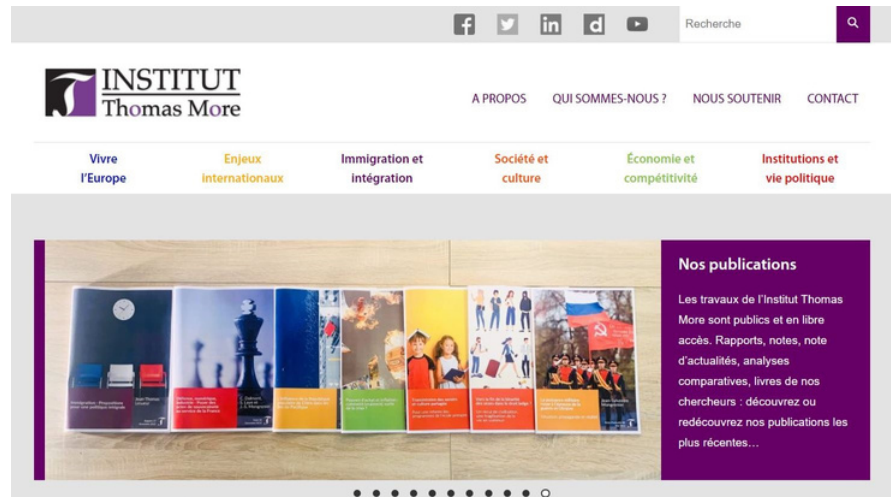 Recherche
INSTITUT
Thomas More
A PROPOS QUI SOMMES-NOUS ? NOUS SOUTENIR CONTACT
Vivre
l'Europe
Enjeux
internationaux
Immigration et
intégration
Société et
culture
Économie et
compétitivité
Institutions et
vie politique
Nos publications
Les travaux de l'Institut Thomas
More sont publics et en libre
accès. Rapports, notes, note
d'actualités, analyses
comparatives, livres de nos
chercheurs : découvrez ou
redécouvrez nos publications les
plus récentes…